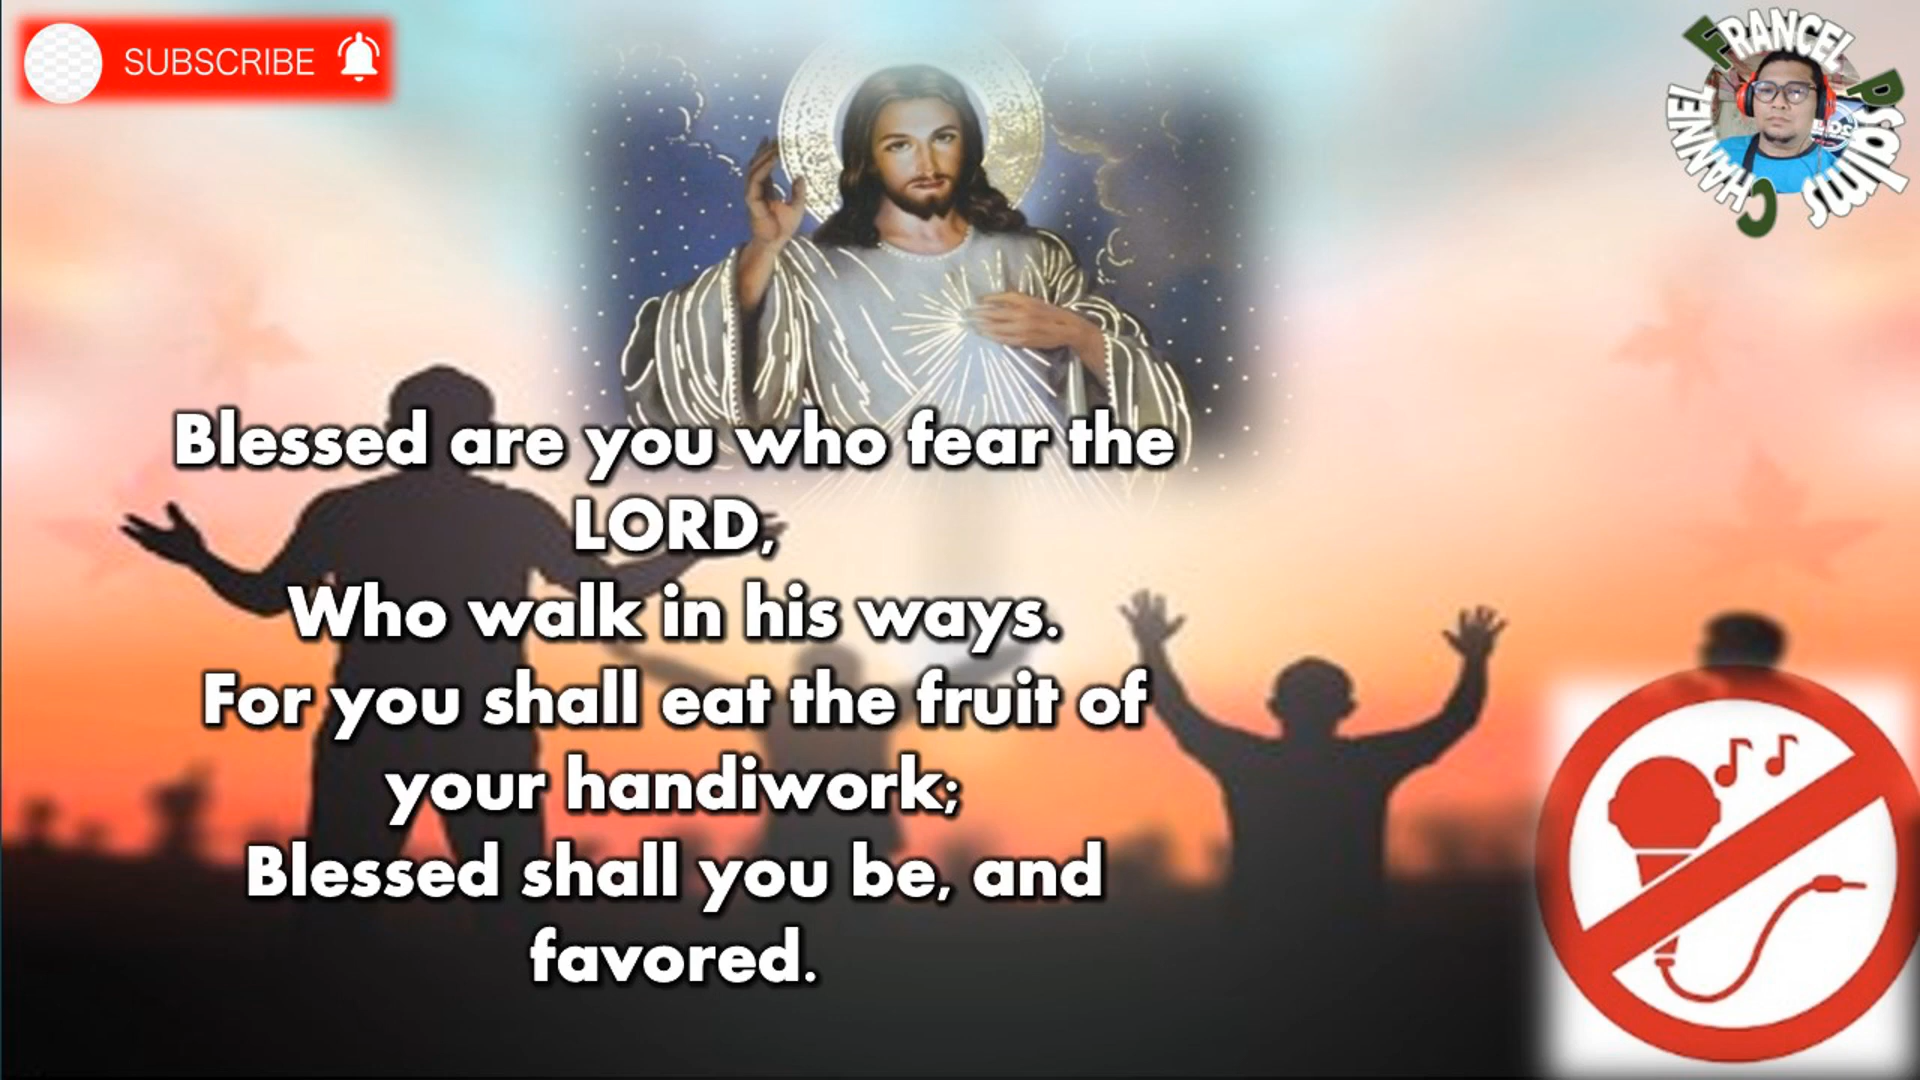 SUBSCRIBE
FRANCEL Psalms CHANNEL
Blessed are you who fear the
LORD,
Who walk in his ways.
For you shall eat the fruit of
your handiwork;
Blessed shall you be, and
favored.